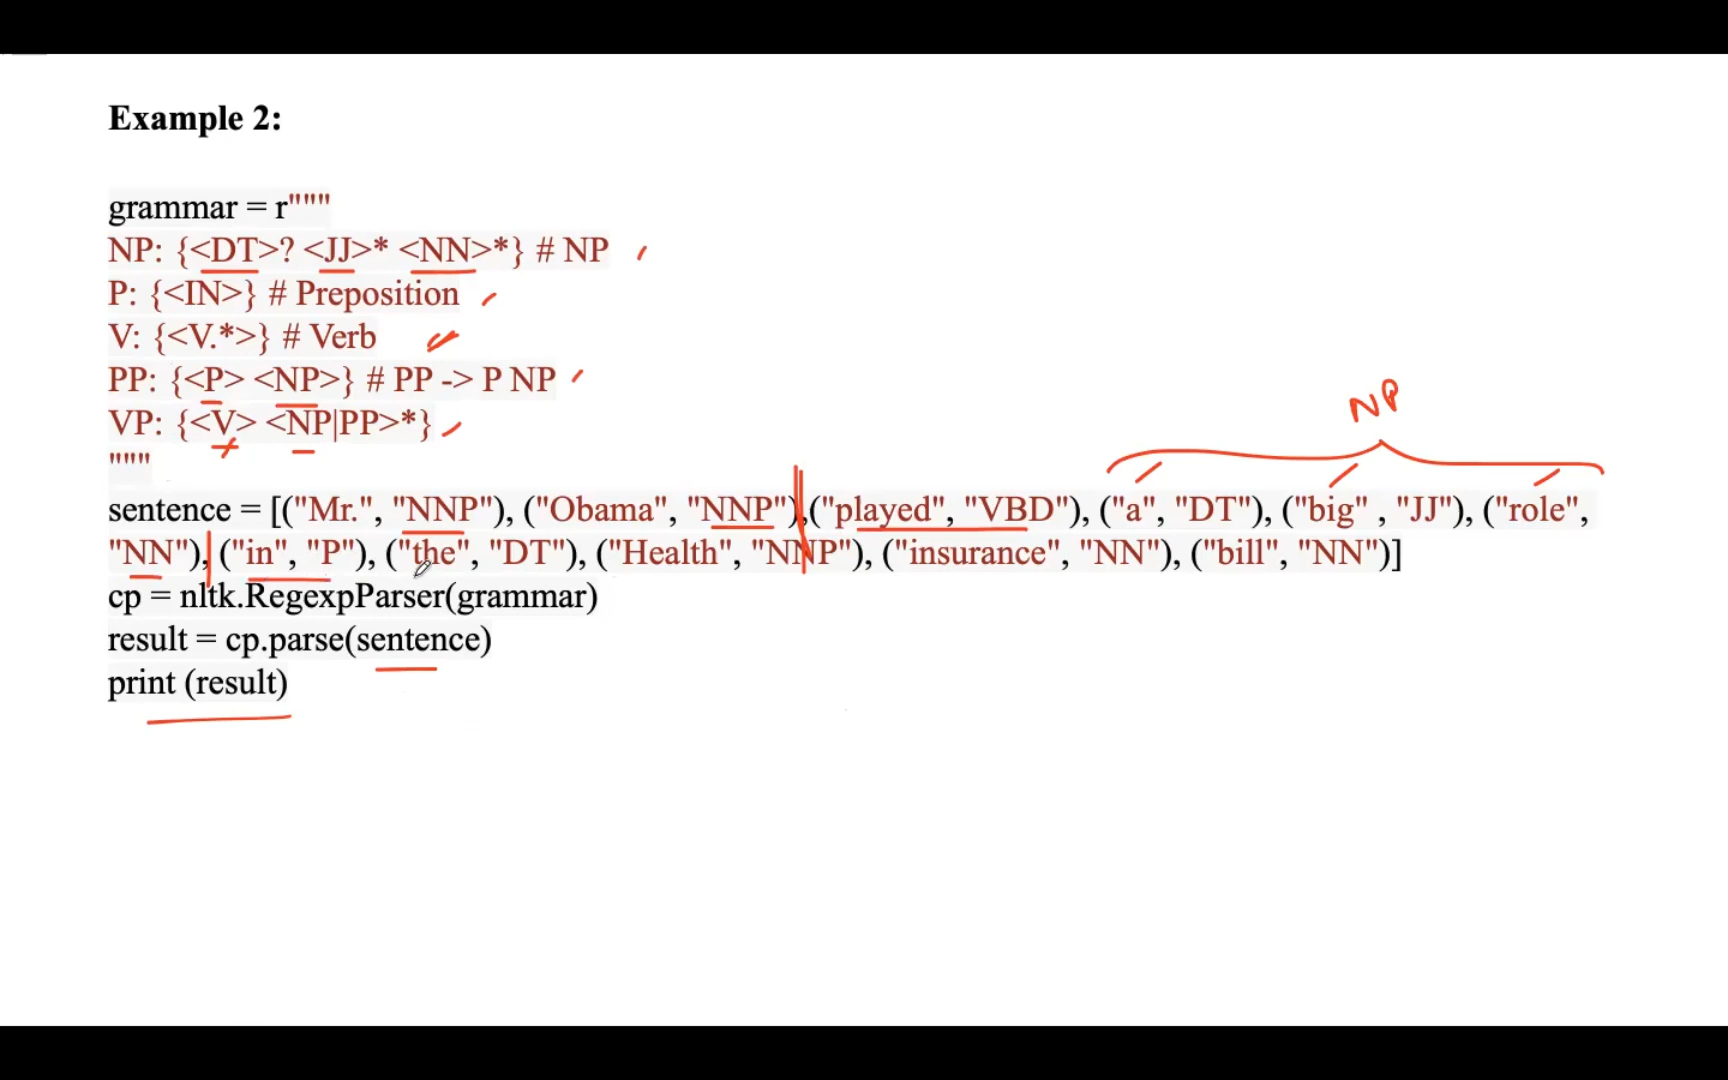 Example 2:
grammar = r"""
NP: {<DT>? <JJ>* <NN>*} # NP
P: {<IN>} # Preposition
V: {<V.*>} # Verb
PP: {<P> <NP>} # PP -> P NP
VP: {<V> <NP|PP>*}
"""
NP
sentence = [("Mr.", "NNP"), ("Obama", "NNP"),("played", "VBD"), ("a", "DT"), ("big" , "JJ"), ("role",
"NN"), ("in", "P"), ("the", "DT"), ("Health", "NNP"), ("insurance", "NN"), ("bill", "NN")]
cp = nltk.RegexpParser(grammar)
result = cp.parse(sentence)
print (result)